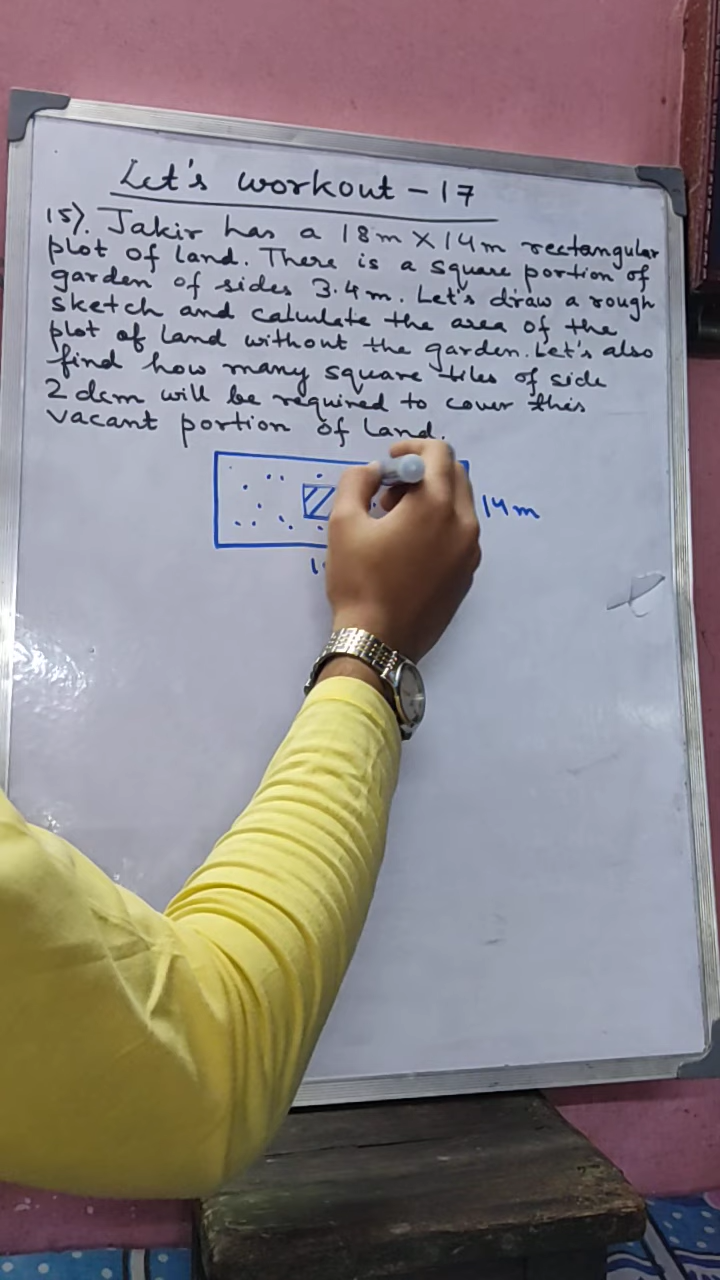 Let's workout - 17
15). Jakir has a 18m X 14m rectangular
plot of land. There is a square portion of
garden of sides 3.4m. Let's draw a rough
sketch and calculate the area of the
plot of land without the garden. Let's also
find how many square tiles of side
2 dcm will be required to cover this
vacant portion of land.
14m